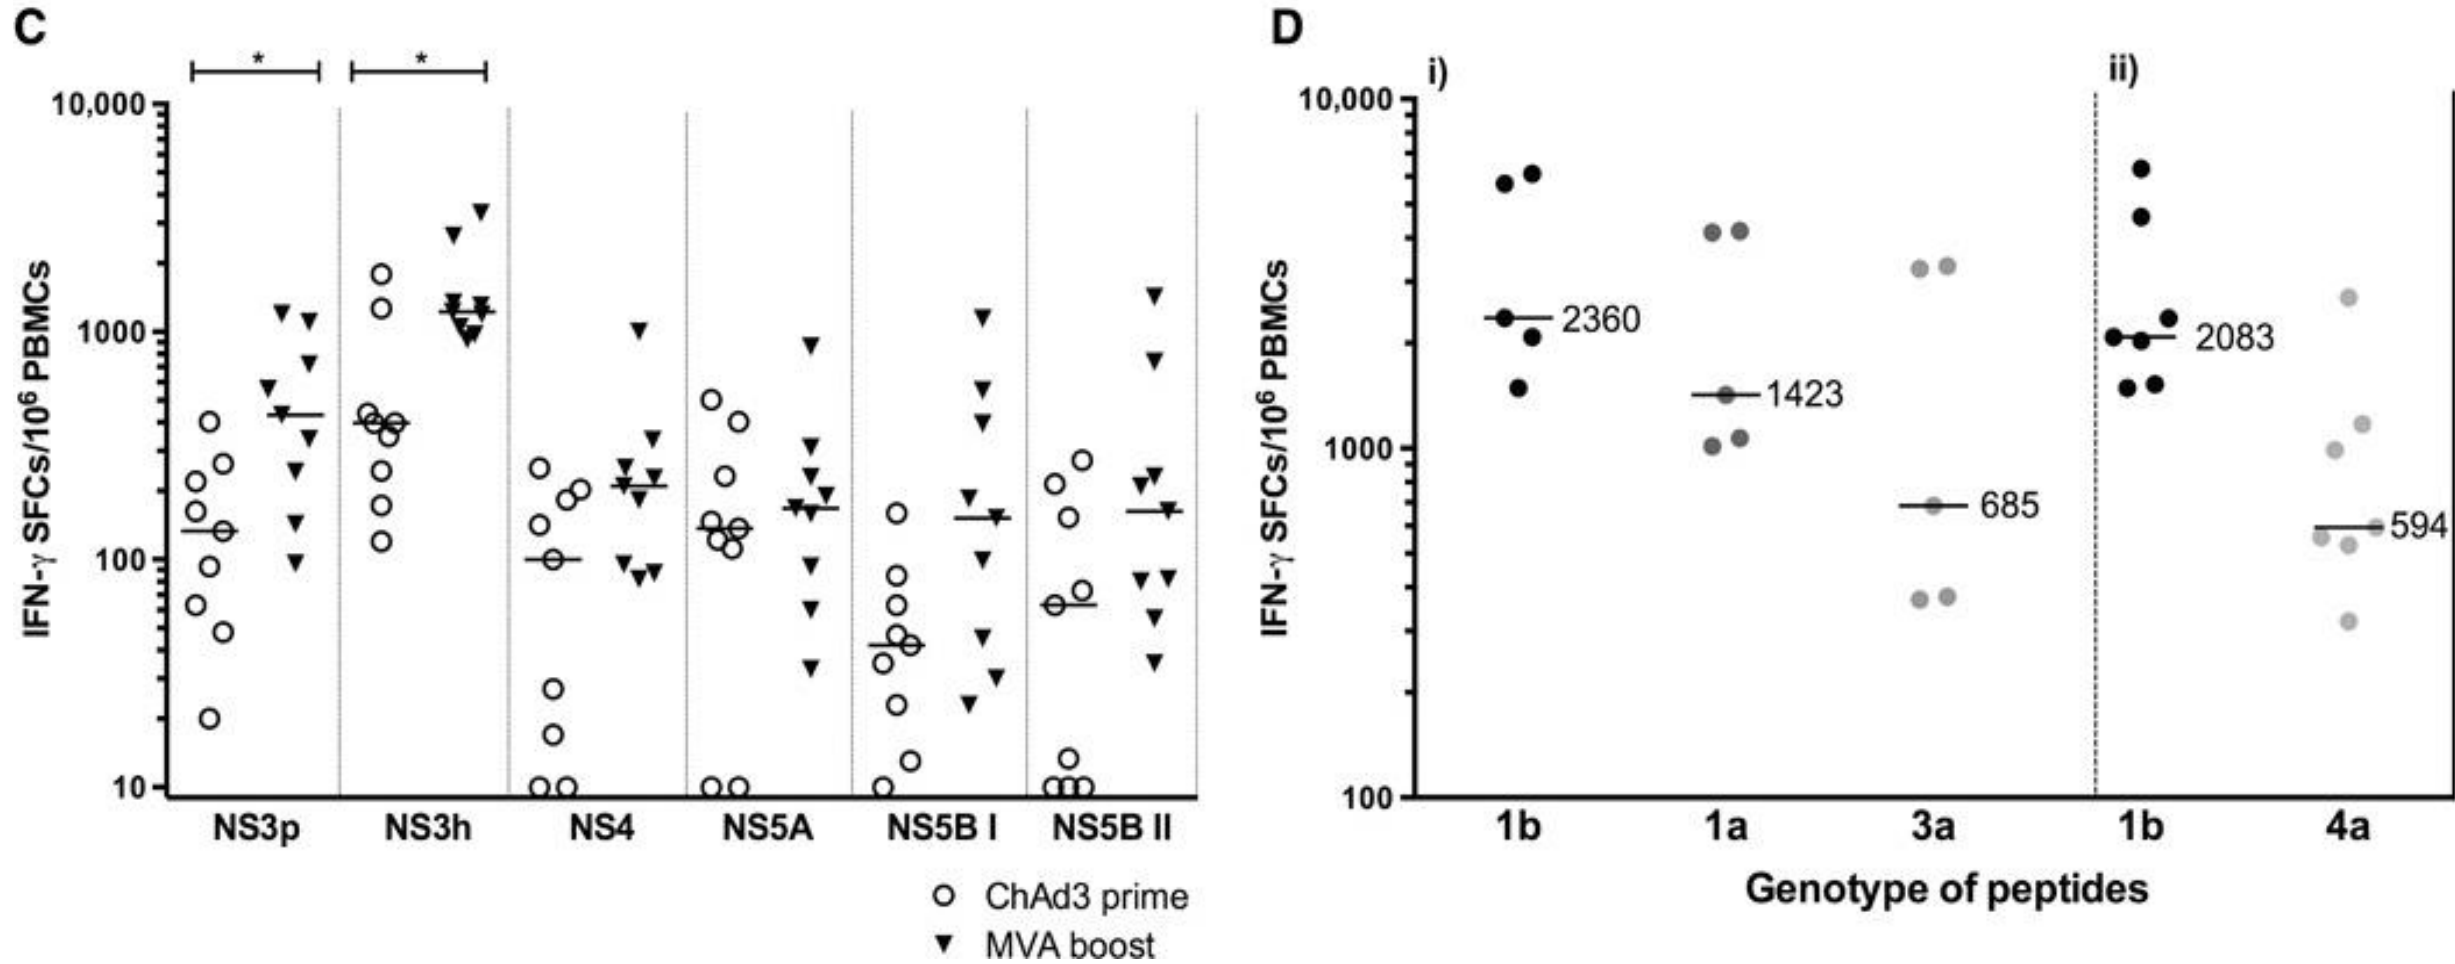 C
* *
10,000
1000
100
10
IFN-γ SFCs/10⁶ PBMCs
NS3p NS3h NS4 NS5A NS5B I NS5B II
ChAd3 prime
MVA boost
D
i) ii)
10,000
1000
100
IFN-γ SFCs/10⁶ PBMCs
2360
1423
685
2083
594
1b 1a 3a 1b 4a
Genotype of peptides